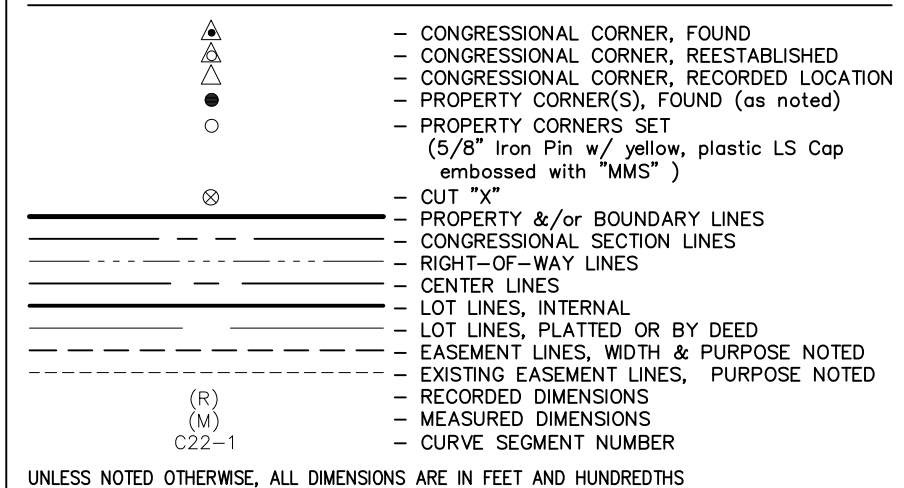 – CONGRESSIONAL CORNER, FOUND
– CONGRESSIONAL CORNER, REESTABLISHED
– CONGRESSIONAL CORNER, RECORDED LOCATION
– PROPERTY CORNER(S), FOUND (as noted)
– PROPERTY CORNERS SET
(5/8" Iron Pin w/ yellow, plastic LS Cap
embossed with "MMS" )
– CUT "X"
– PROPERTY &/or BOUNDARY LINES
– CONGRESSIONAL SECTION LINES
– RIGHT–OF–WAY LINES
– CENTER LINES
– LOT LINES, INTERNAL
– LOT LINES, PLATTED OR BY DEED
– EASEMENT LINES, WIDTH & PURPOSE NOTED
– EXISTING EASEMENT LINES, PURPOSE NOTED
(R) – RECORDED DIMENSIONS
(M) – MEASURED DIMENSIONS
C22–1 – CURVE SEGMENT NUMBER
UNLESS NOTED OTHERWISE, ALL DIMENSIONS ARE IN FEET AND HUNDREDTHS